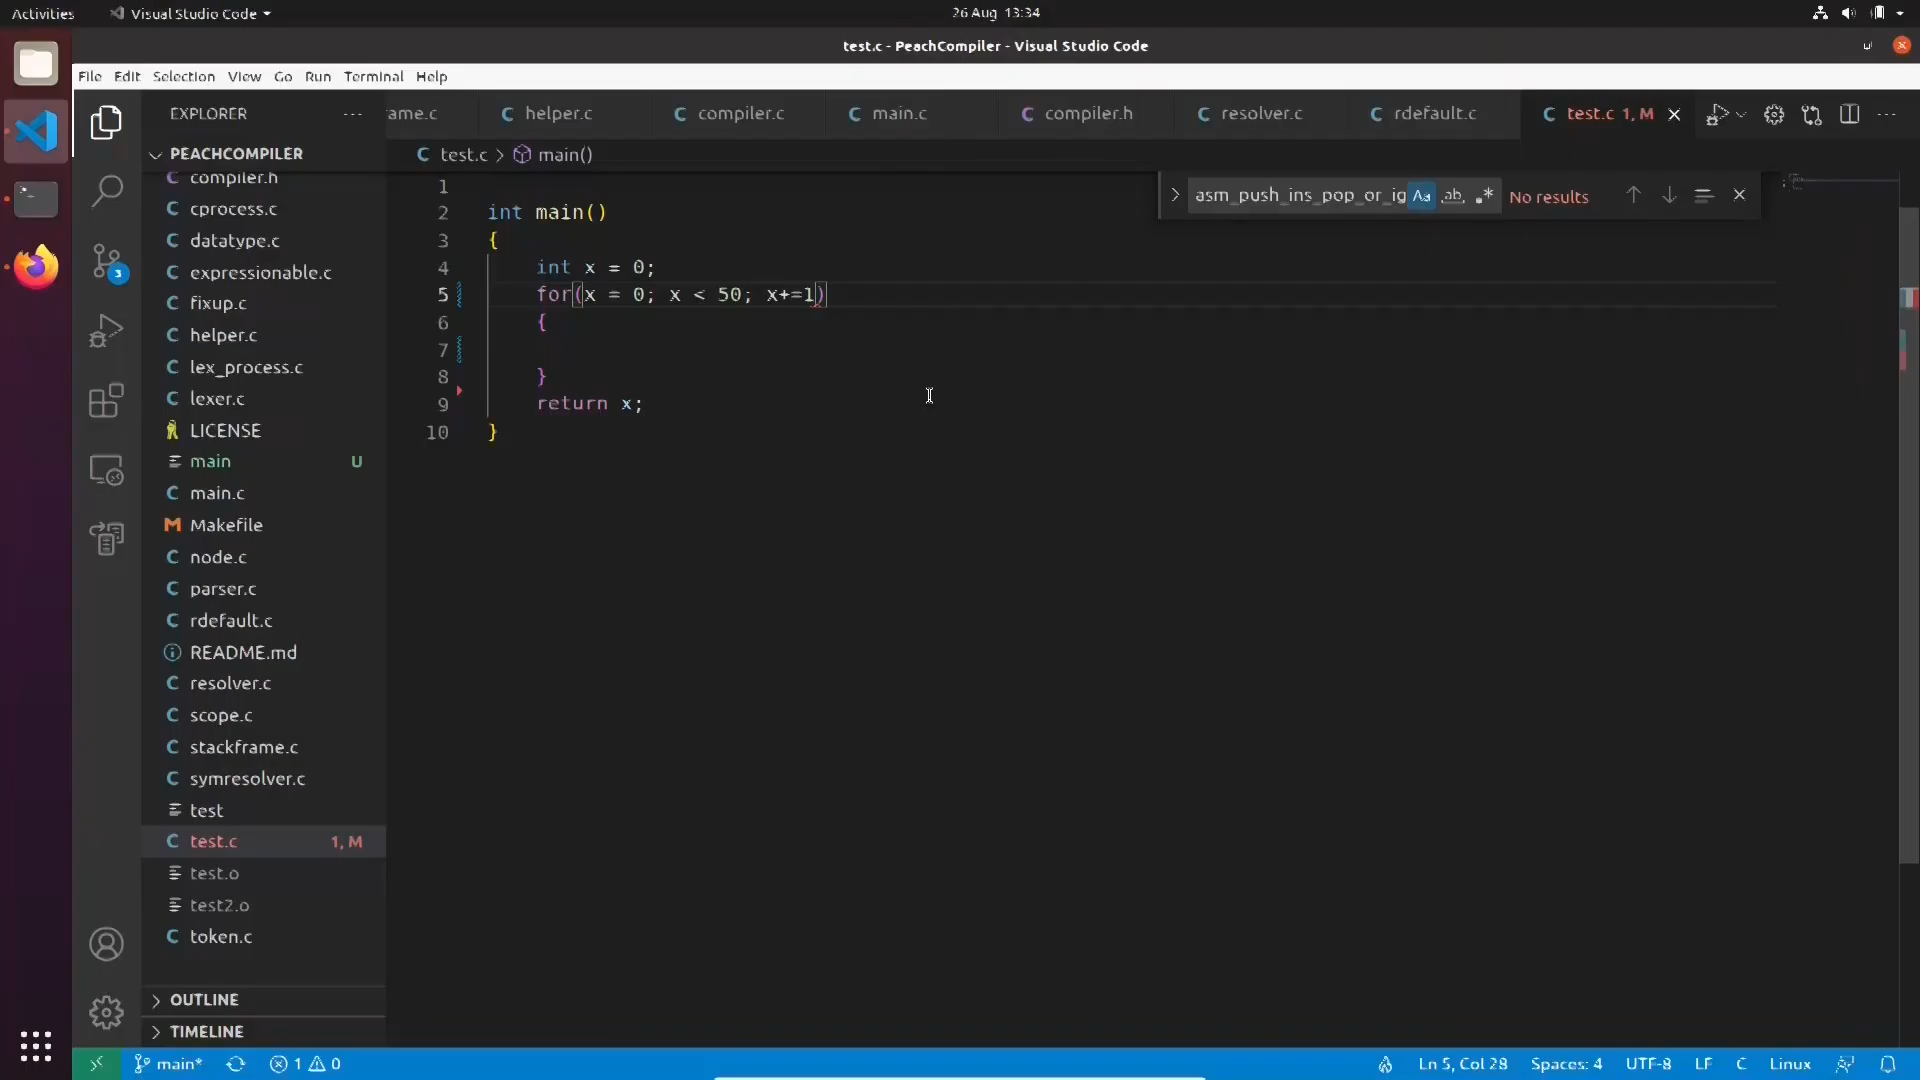 Activities
Visual Studio Code
26 Aug 13:34
test.c - PeachCompiler - Visual Studio Code
File Edit Selection View Go Run Terminal Help
EXPLORER
ame.c
helper.c
compiler.c
main.c
compiler.h
resolver.c
rdefault.c
test.c 1, M
PEACHCOMPILER
test.c > main()
asm_push_ins_pop_or_ig
Aa
ab
.*
No results
compiler.h
cprocess.c
datatype.c
expressionable.c
fixup.c
helper.c
lex_process.c
lexer.c
LICENSE
main U
main.c
Makefile
node.c
parser.c
rdefault.c
README.md
resolver.c
scope.c
stackframe.c
symresolver.c
test
test.c 1, M
test.o
test2.o
token.c
OUTLINE
TIMELINE
3
1
2 int main()
3 {
4 int x = 0;
5 for(x = 0; x < 50; x+=1)
6 {
7
8 }
9 return x;
10 }
main*
1 0
Ln 5, Col 28
Spaces: 4
UTF-8
LF
C
Linux